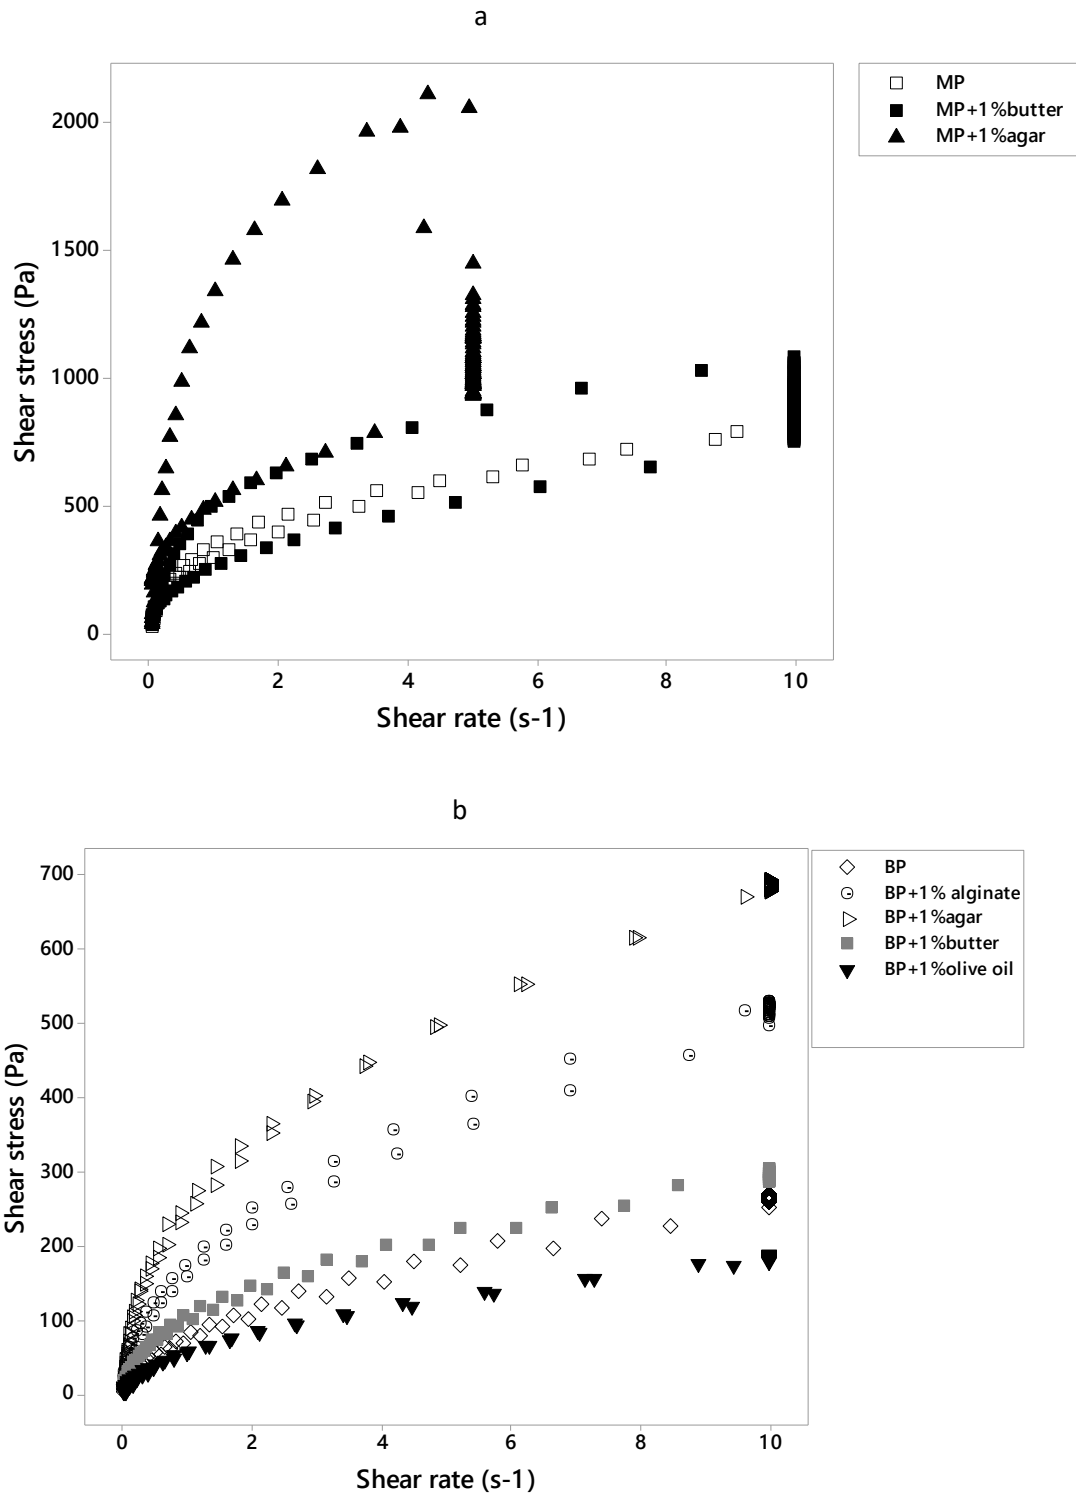 a
MP
MP+1%butter
MP+1%agar
2000
1500
1000
500
0
Shear stress (Pa)
0 2 4 6 8 10
Shear rate (s-1)
b
BP
BP+1% alginate
BP+1%agar
BP+1%butter
BP+1%olive oil
700
600
500
400
300
200
100
0
Shear stress (Pa)
0 2 4 6 8 10
Shear rate (s-1)